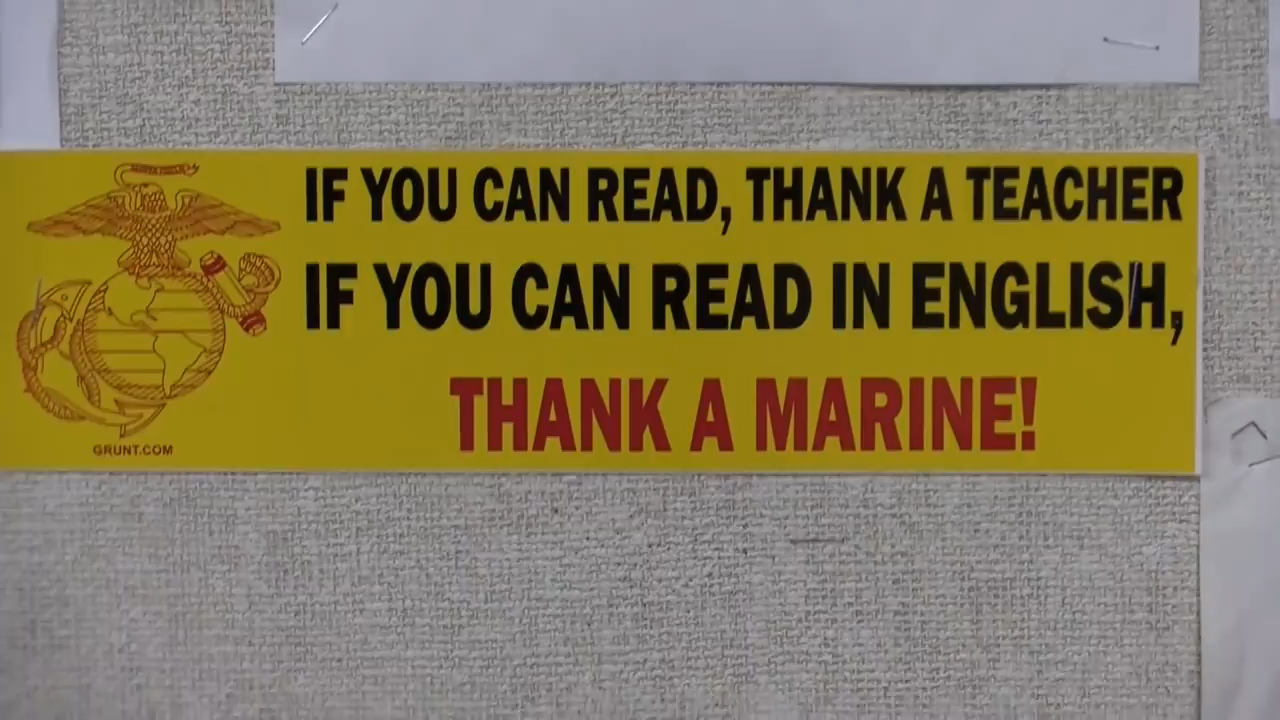 IF YOU CAN READ, THANK A TEACHER
IF YOU CAN READ IN ENGLISH,
THANK A MARINE!
GRUNT.COM